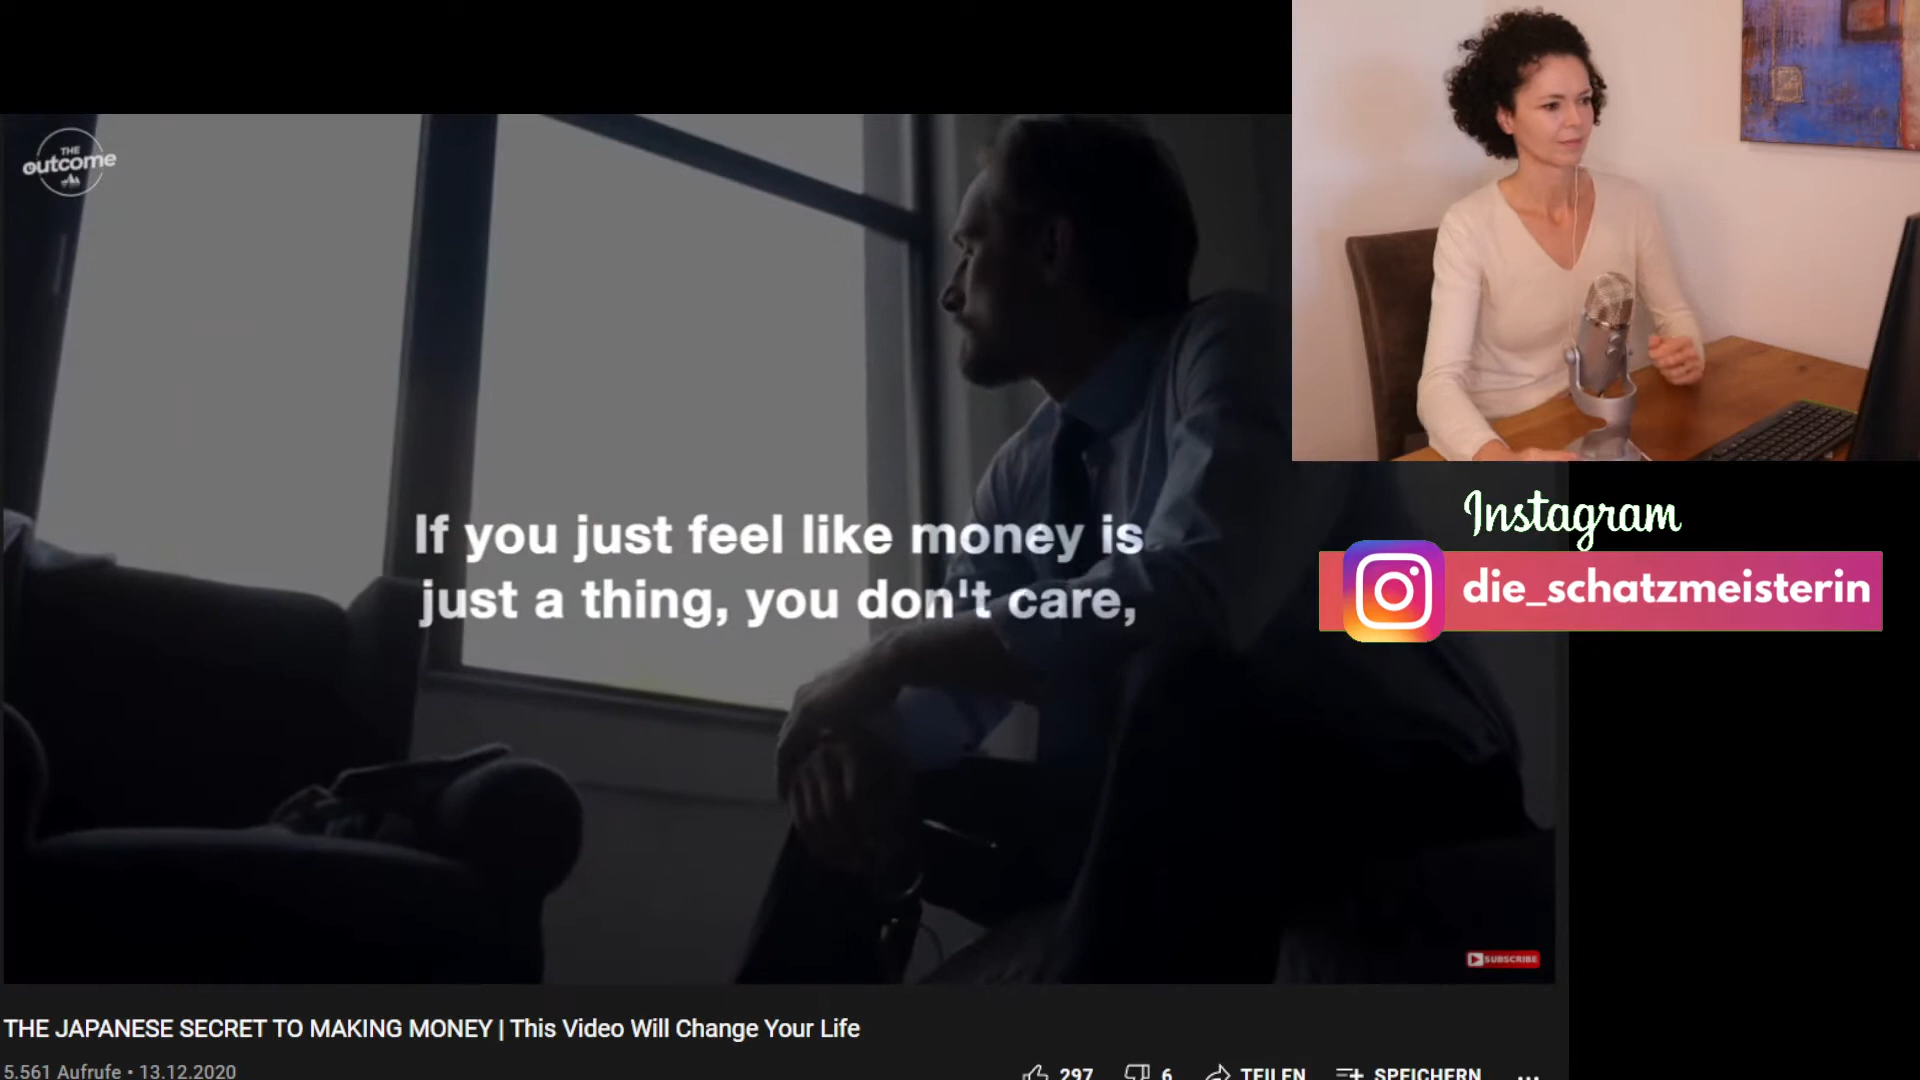 THE
outcome
If you just feel like money is
just a thing, you don't care,
Instagram
die_schatzmeisterin
SUBSCRIBE
THE JAPANESE SECRET TO MAKING MONEY | This Video Will Change Your Life
5.561 Aufrufe • 13.12.2020
297
6
TEILEN
SPEICHERN
...